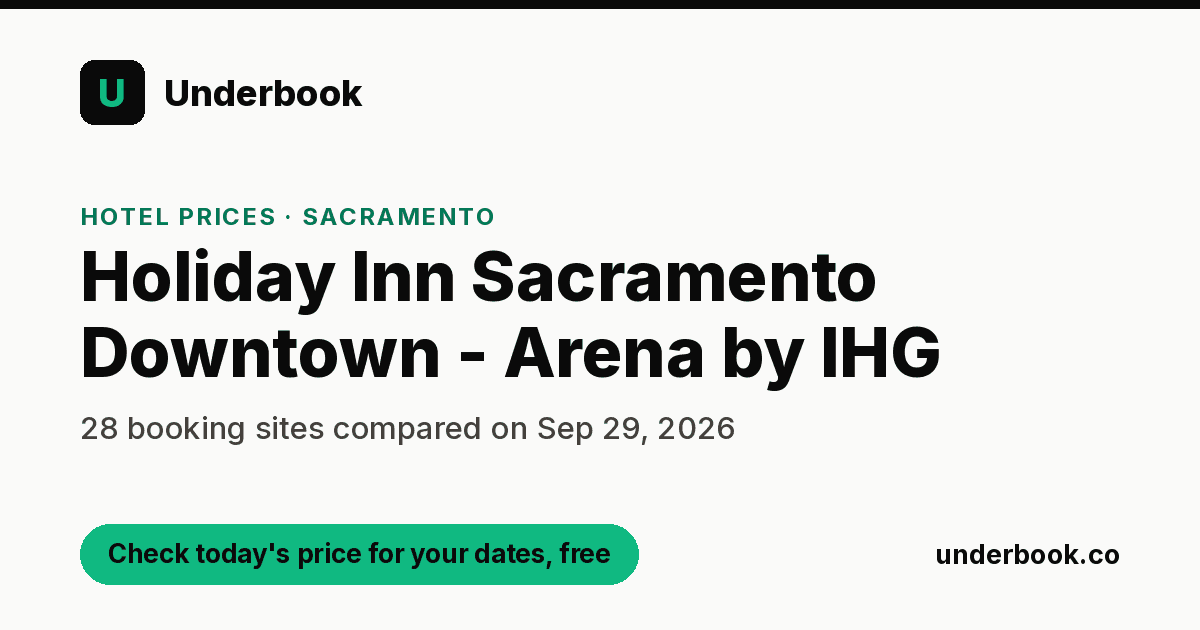 U Underbook
HOTEL PRICES · SACRAMENTO
Holiday Inn Sacramento
Downtown - Arena by IHG
28 booking sites compared on Sep 29, 2026
Check today's price for your dates, free
underbook.co